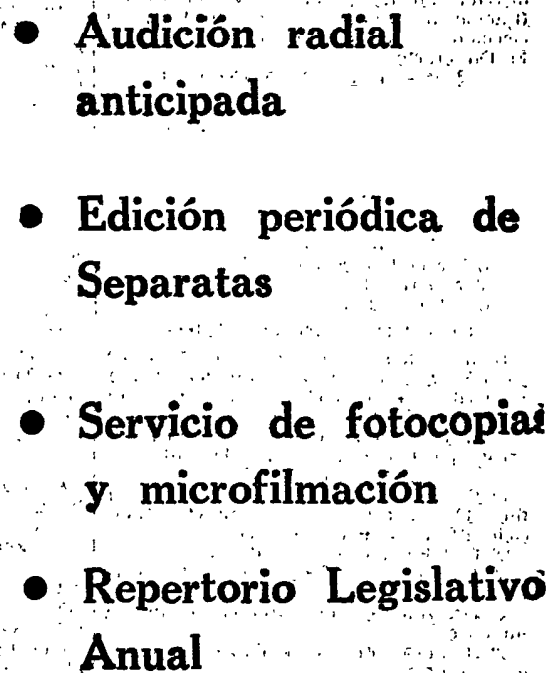 ● Audición radial
anticipada
● Edición periódica de
Separatas
● Servicio de fotocopias
y microfilmación
● Repertorio Legislativo
Anual